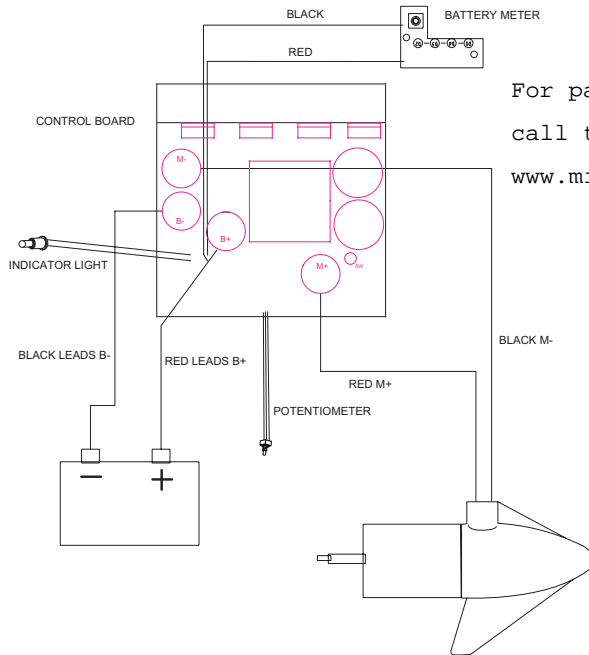 BLACK
BATTERY METER
RED
For pa
call t
www.mi
CONTROL BOARD
M-
B-
B+
M+
SW
INDICATOR LIGHT
BLACK LEADS B-
RED LEADS B+
BLACK M-
RED M+
POTENTIOMETER
− +